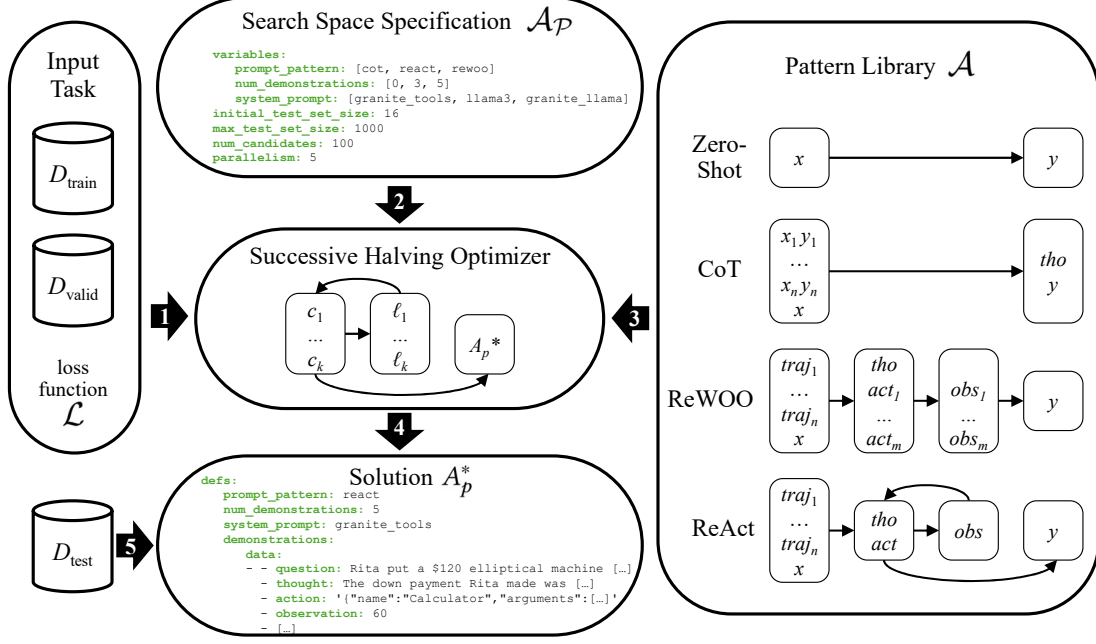 Input
Task
D_train
D_valid
loss
function
ℒ
Search Space Specification 𝒜_𝒫
variables:
prompt_pattern: [cot, react, rewoo]
num_demonstrations: [0, 3, 5]
system_prompt: [granite_tools, llama3, granite_llama]
initial_test_set_size: 16
max_test_set_size: 1000
num_candidates: 100
parallelism: 5
2
Successive Halving Optimizer
c_1
...
c_k
ℓ_1
...
ℓ_k
A_p*
1
3
4
Solution A_p^*
defs:
prompt_pattern: react
num_demonstrations: 5
system_prompt: granite_tools
demonstrations:
data:
- - question: Rita put a $120 elliptical machine […]
- thought: The down payment Rita made was […]
- action: '{"name":"Calculator","arguments":[…]'
- observation: 60
- […]
D_test
5
Pattern Library 𝒜
Zero-
Shot
x
y
CoT
x_1 y_1
...
x_n y_n
x
tho
y
ReWOO
traj_1
...
traj_n
x
tho
act_1
...
act_m
obs_1
...
obs_m
y
ReAct
traj_1
...
traj_n
x
tho
act
obs
y